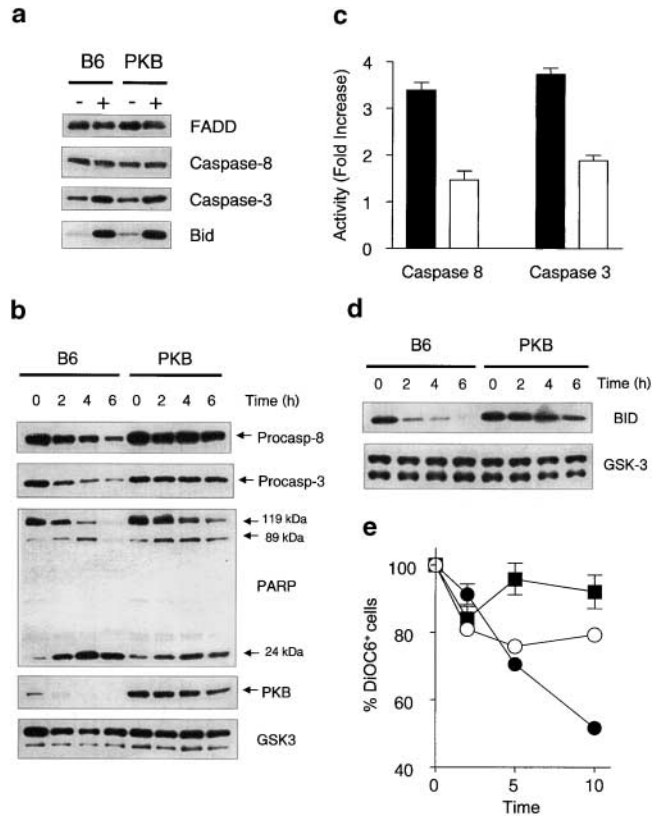 a
B6 PKB
- + - +
FADD
Caspase-8
Caspase-3
Bid
b
B6 PKB
0 2 4 6 0 2 4 6 Time (h)
Procasp-8
Procasp-3
119 kDa
89 kDa
PARP
24 kDa
PKB
GSK3
c
Activity (Fold Increase)
4
3
2
1
0
Caspase 8 Caspase 3
d
B6 PKB
0 2 4 6 0 2 4 6 Time (h)
BID
GSK-3
e
% DiOC6+ cells
100
80
60
40
0 5 10
Time